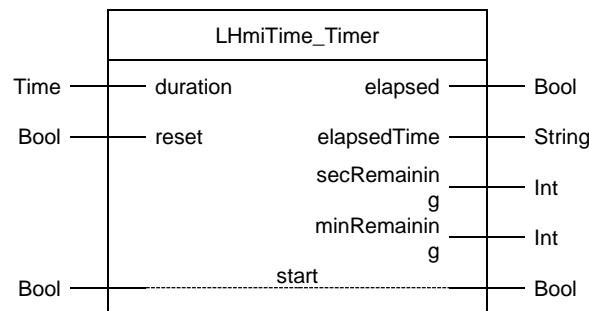 LHmiTime_Timer
Time duration elapsed Bool
Bool reset elapsedTime String
secRemainin
g Int
minRemainin
g Int
Bool start Bool